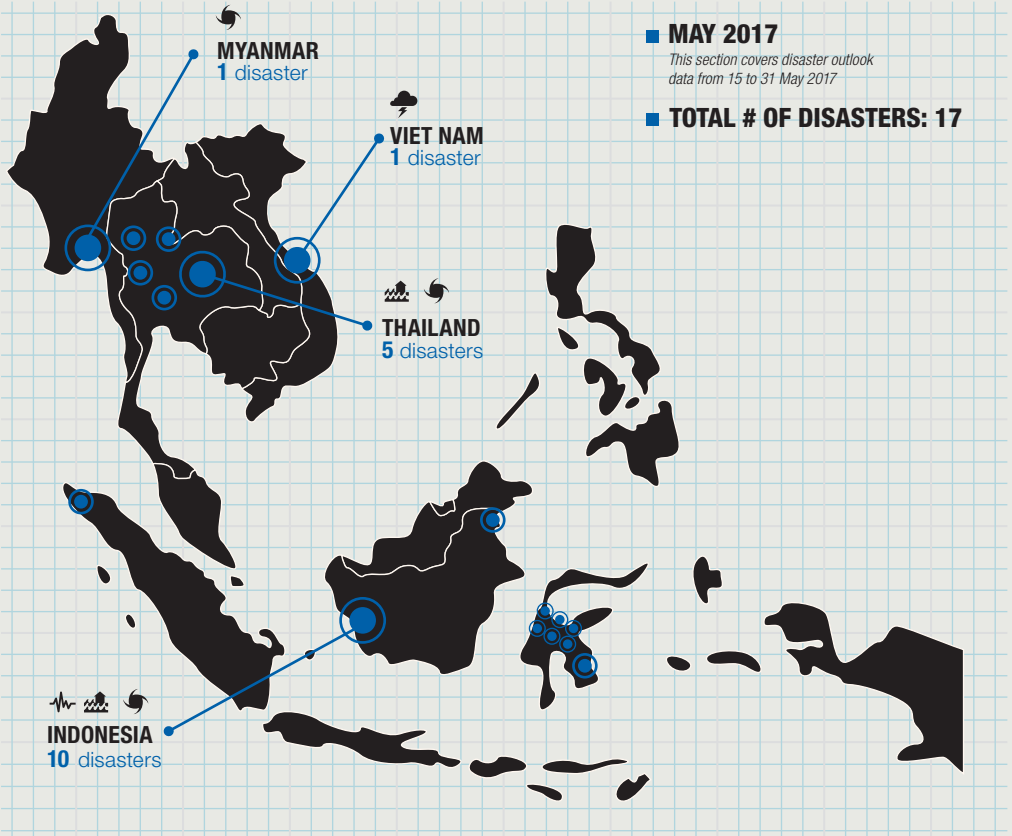 MYANMAR
1 disaster
MAY 2017
This section covers disaster outlook
data from 15 to 31 May 2017
TOTAL # OF DISASTERS: 17
VIET NAM
1 disaster
THAILAND
5 disasters
INDONESIA
10 disasters